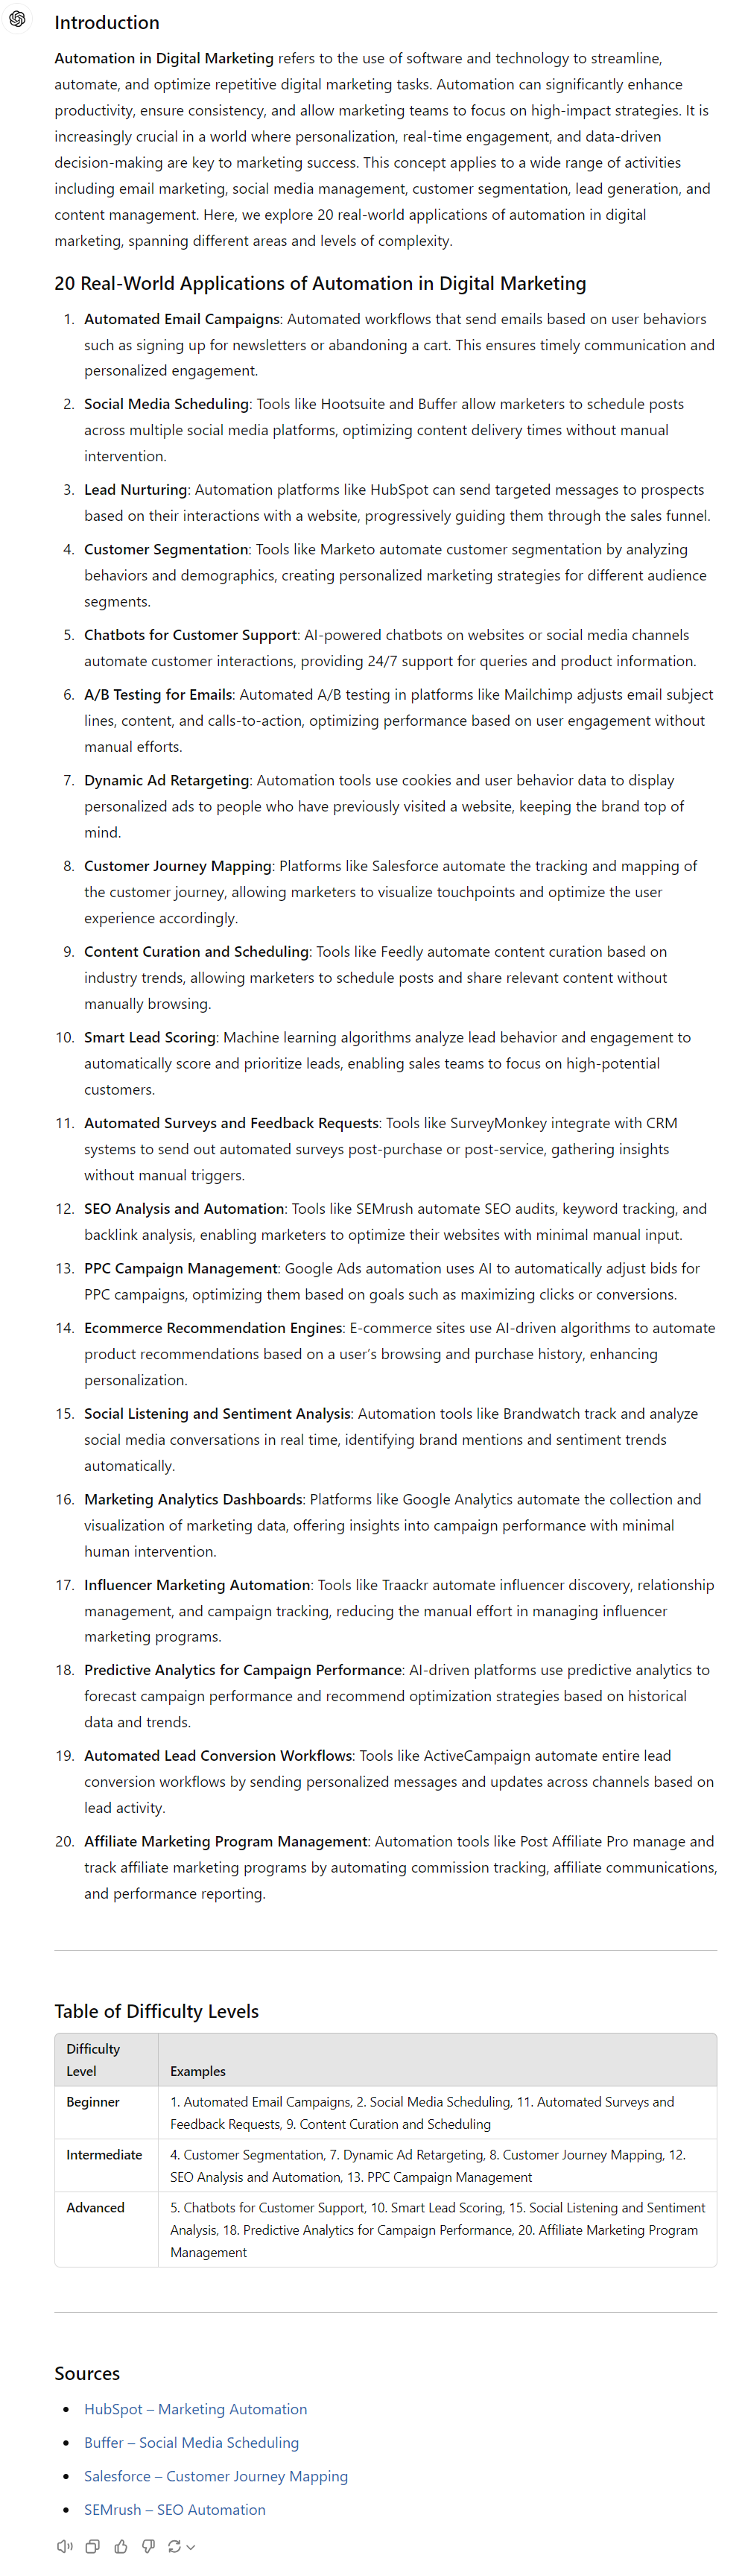 Introduction
Automation in Digital Marketing refers to the use of software and technology to streamline,
automate, and optimize repetitive digital marketing tasks. Automation can significantly enhance
productivity, ensure consistency, and allow marketing teams to focus on high-impact strategies. It is
increasingly crucial in a world where personalization, real-time engagement, and data-driven
decision-making are key to marketing success. This concept applies to a wide range of activities
including email marketing, social media management, customer segmentation, lead generation, and
content management. Here, we explore 20 real-world applications of automation in digital
marketing, spanning different areas and levels of complexity.
20 Real-World Applications of Automation in Digital Marketing
1. Automated Email Campaigns: Automated workflows that send emails based on user behaviors
such as signing up for newsletters or abandoning a cart. This ensures timely communication and
personalized engagement.
2. Social Media Scheduling: Tools like Hootsuite and Buffer allow marketers to schedule posts
across multiple social media platforms, optimizing content delivery times without manual
intervention.
3. Lead Nurturing: Automation platforms like HubSpot can send targeted messages to prospects
based on their interactions with a website, progressively guiding them through the sales funnel.
4. Customer Segmentation: Tools like Marketo automate customer segmentation by analyzing
behaviors and demographics, creating personalized marketing strategies for different audience
segments.
5. Chatbots for Customer Support: AI-powered chatbots on websites or social media channels
automate customer interactions, providing 24/7 support for queries and product information.
6. A/B Testing for Emails: Automated A/B testing in platforms like Mailchimp adjusts email subject
lines, content, and calls-to-action, optimizing performance based on user engagement without
manual efforts.
7. Dynamic Ad Retargeting: Automation tools use cookies and user behavior data to display
personalized ads to people who have previously visited a website, keeping the brand top of
mind.
8. Customer Journey Mapping: Platforms like Salesforce automate the tracking and mapping of
the customer journey, allowing marketers to visualize touchpoints and optimize the user
experience accordingly.
9. Content Curation and Scheduling: Tools like Feedly automate content curation based on
industry trends, allowing marketers to schedule posts and share relevant content without
manually browsing.
10. Smart Lead Scoring: Machine learning algorithms analyze lead behavior and engagement to
automatically score and prioritize leads, enabling sales teams to focus on high-potential
customers.
11. Automated Surveys and Feedback Requests: Tools like SurveyMonkey integrate with CRM
systems to send out automated surveys post-purchase or post-service, gathering insights
without manual triggers.
12. SEO Analysis and Automation: Tools like SEMrush automate SEO audits, keyword tracking, and
backlink analysis, enabling marketers to optimize their websites with minimal manual input.
13. PPC Campaign Management: Google Ads automation uses AI to automatically adjust bids for
PPC campaigns, optimizing them based on goals such as maximizing clicks or conversions.
14. Ecommerce Recommendation Engines: E-commerce sites use AI-driven algorithms to automate
product recommendations based on a user’s browsing and purchase history, enhancing
personalization.
15. Social Listening and Sentiment Analysis: Automation tools like Brandwatch track and analyze
social media conversations in real time, identifying brand mentions and sentiment trends
automatically.
16. Marketing Analytics Dashboards: Platforms like Google Analytics automate the collection and
visualization of marketing data, offering insights into campaign performance with minimal
human intervention.
17. Influencer Marketing Automation: Tools like Traackr automate influencer discovery, relationship
management, and campaign tracking, reducing the manual effort in managing influencer
marketing programs.
18. Predictive Analytics for Campaign Performance: AI-driven platforms use predictive analytics to
forecast campaign performance and recommend optimization strategies based on historical
data and trends.
19. Automated Lead Conversion Workflows: Tools like ActiveCampaign automate entire lead
conversion workflows by sending personalized messages and updates across channels based on
lead activity.
20. Affiliate Marketing Program Management: Automation tools like Post Affiliate Pro manage and
track affiliate marketing programs by automating commission tracking, affiliate communications,
and performance reporting.
Table of Difficulty Levels
Difficulty
Level
Examples
Beginner
1. Automated Email Campaigns, 2. Social Media Scheduling, 11. Automated Surveys and
Feedback Requests, 9. Content Curation and Scheduling
Intermediate
4. Customer Segmentation, 7. Dynamic Ad Retargeting, 8. Customer Journey Mapping, 12.
SEO Analysis and Automation, 13. PPC Campaign Management
Advanced
5. Chatbots for Customer Support, 10. Smart Lead Scoring, 15. Social Listening and Sentiment
Analysis, 18. Predictive Analytics for Campaign Performance, 20. Affiliate Marketing Program
Management
Sources
• HubSpot – Marketing Automation
• Buffer – Social Media Scheduling
• Salesforce – Customer Journey Mapping
• SEMrush – SEO Automation